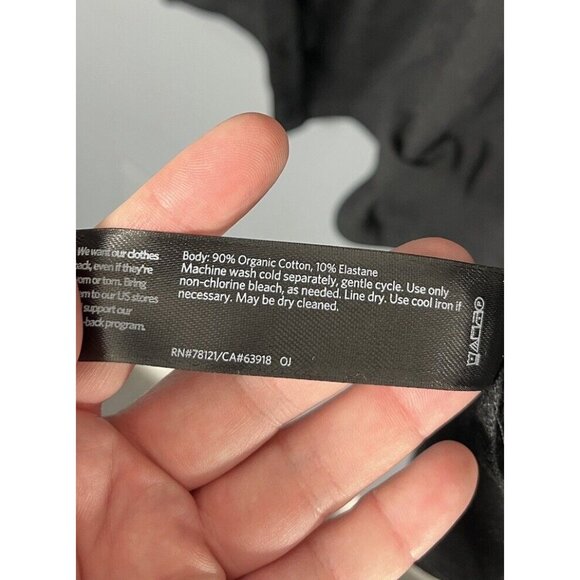 We want our clothes
back, even if they're
worn or torn. Bring
them to our US stores
support our
-back program.
Body: 90% Organic Cotton, 10% Elastane
Machine wash cold separately, gentle cycle. Use only
non-chlorine bleach, as needed. Line dry. Use cool iron if
necessary. May be dry cleaned.
RN#78121/CA#63918 OJ